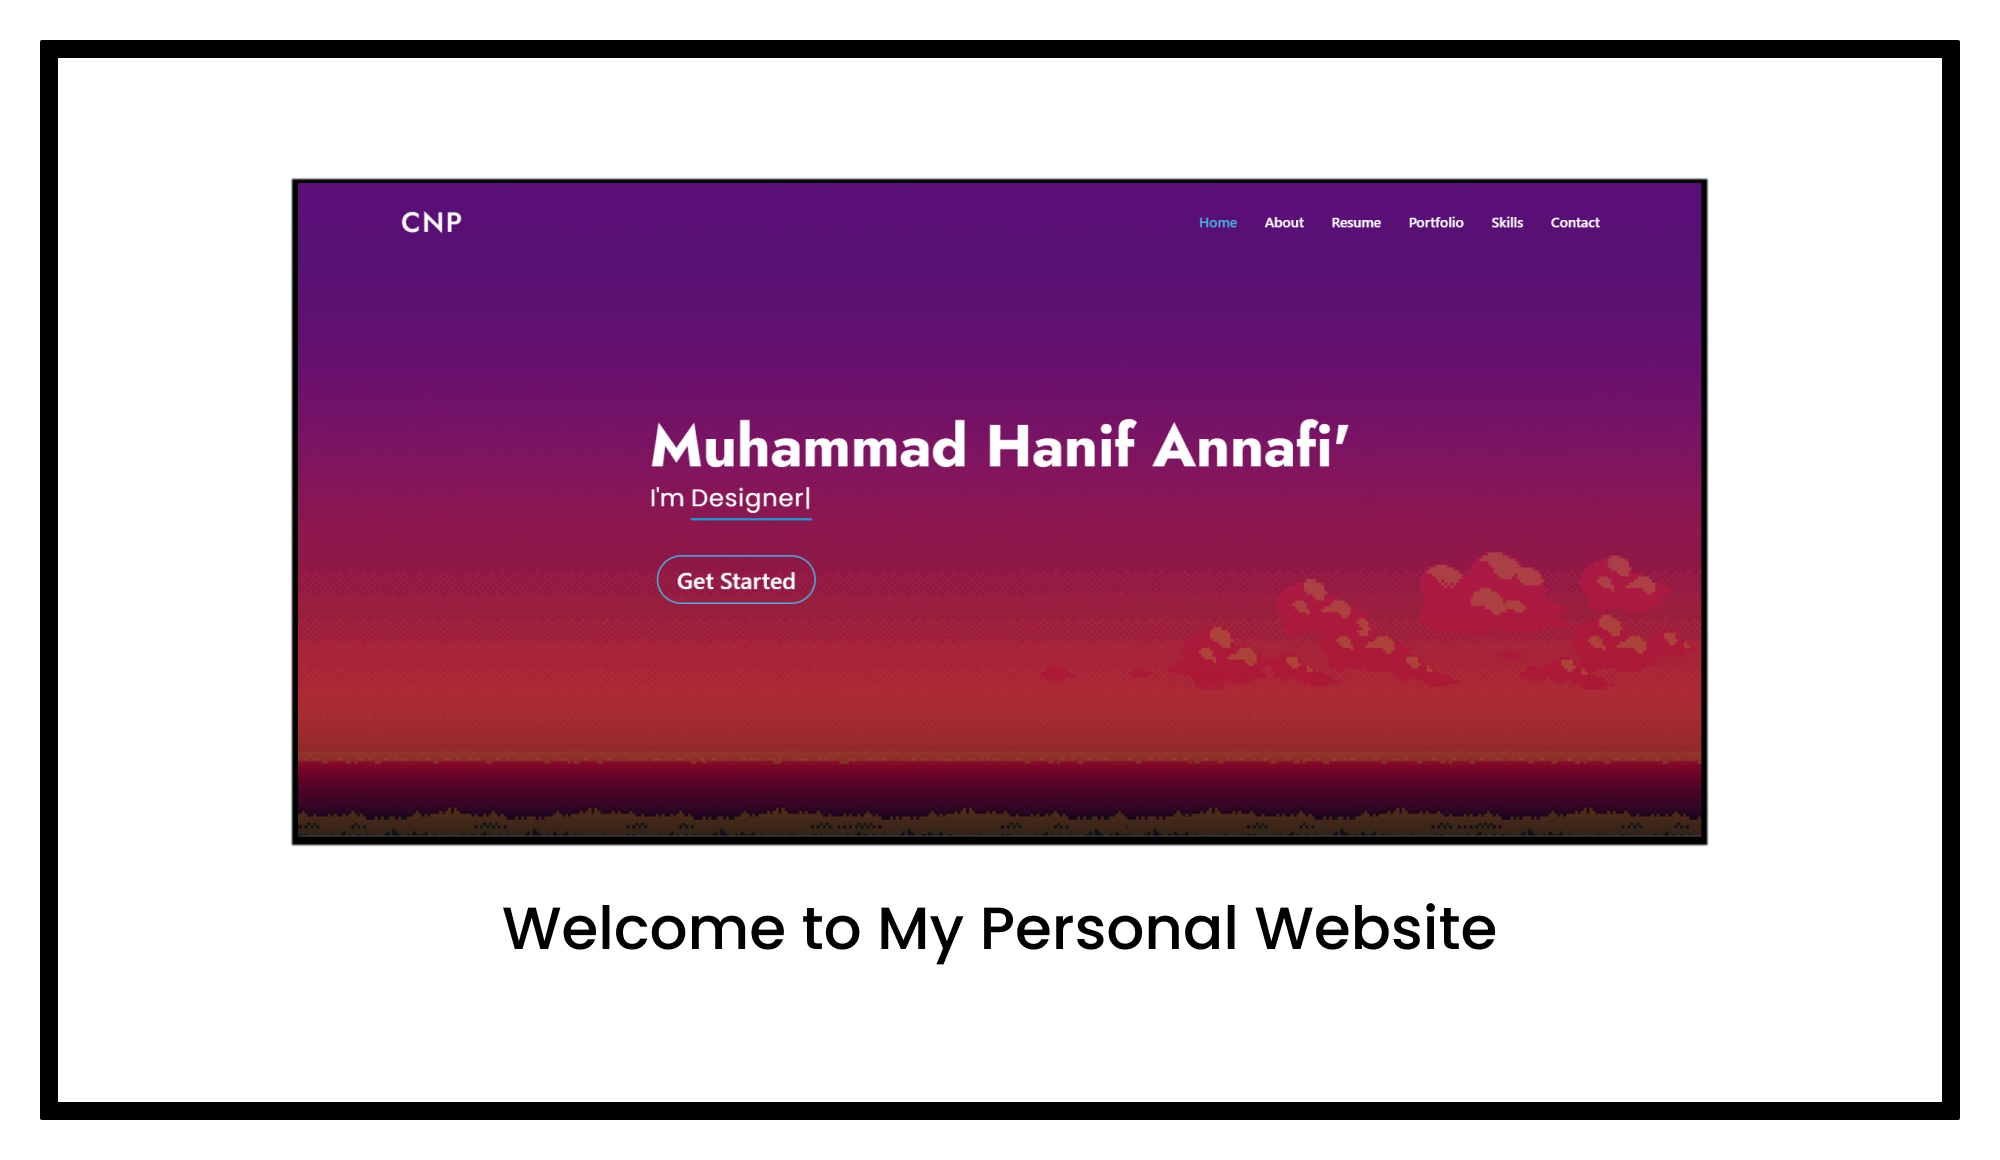 CNP
Home About Resume Portfolio Skills Contact
Muhammad Hanif Annafi'
I'm Designer|
Get Started
Welcome to My Personal Website